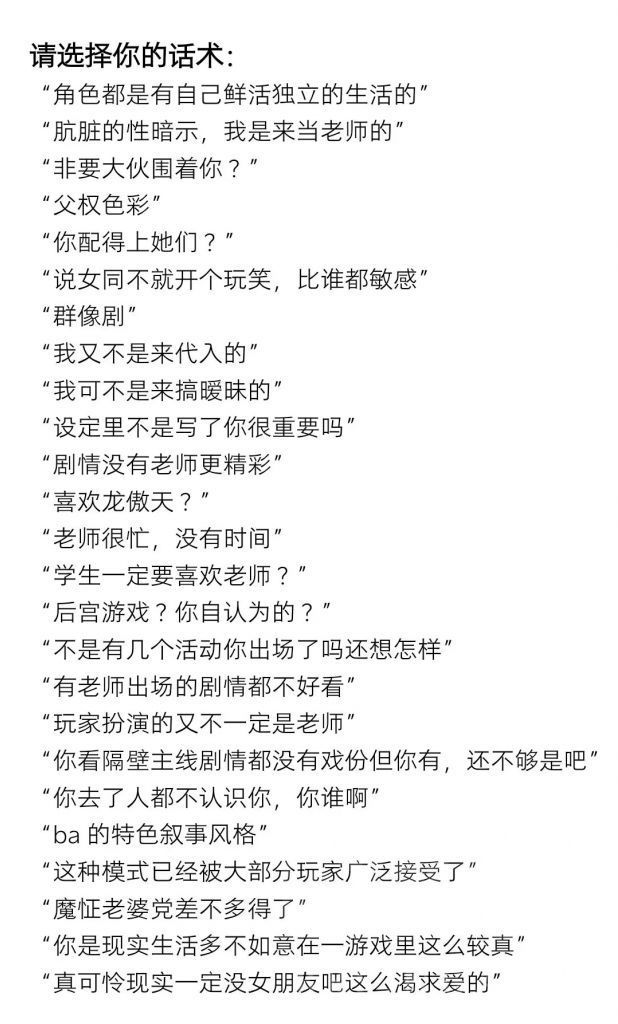 请选择你的话术：
“角色都是有自己鲜活独立的生活的”
“肮脏的性暗示，我是来当老师的”
“非要大伙围着你？”
“父权色彩”
“你配得上她们？”
“说女同不就开个玩笑，比谁都敏感”
“群像剧”
“我又不是来代入的”
“我可不是来搞暧昧的”
“设定里不是写了你很重要吗”
“剧情没有老师更精彩”
“喜欢龙傲天？”
“老师很忙，没有时间”
“学生一定要喜欢老师？”
“后宫游戏？你自认为的？”
“不是有几个活动你出场了吗还想怎样”
“有老师出场的剧情都不好看”
“玩家扮演的又不一定是老师”
“你看隔壁主线剧情都没有戏份但你有，还不够是吧”
“你去了人都不认识你，你谁啊”
“ba 的特色叙事风格”
“这种模式已经被大部分玩家广泛接受了”
“魔怔老婆党差不多得了”
“你是现实生活多不如意在一游戏里这么较真”
“真可怜现实一定没女朋友吧这么渴求爱的”